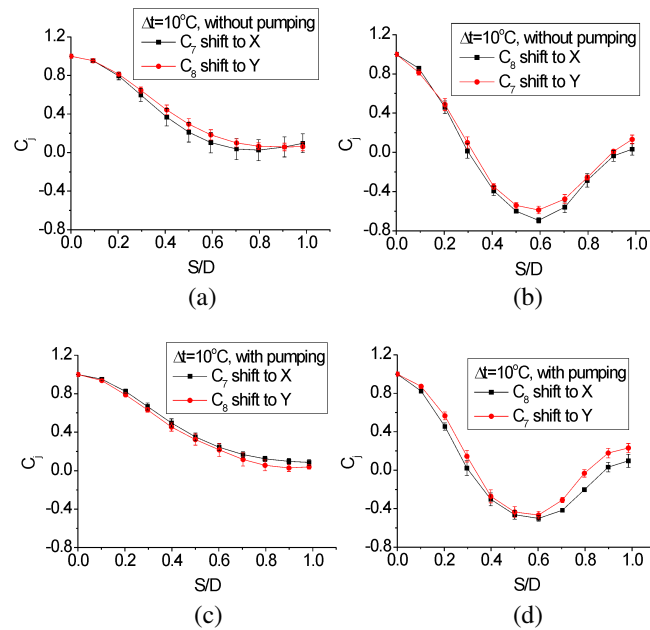 Δt=10°C, without pumping
C7 shift to X
C8 shift to Y
1.2
0.8
0.4
0.0
-0.4
-0.8
Cj
0.0 0.2 0.4 0.6 0.8 1.0
S/D
(a)
Δt=10°C, without pumping
C8 shift to X
C7 shift to Y
1.2
0.8
0.4
0.0
-0.4
-0.8
Cj
0.0 0.2 0.4 0.6 0.8 1.0
S/D
(b)
Δt=10°C, with pumping
C7 shift to X
C8 shift to Y
1.2
0.8
0.4
0.0
-0.4
-0.8
Cj
0.0 0.2 0.4 0.6 0.8 1.0
S/D
(c)
Δt=10°C, with pumping
C8 shift to X
C7 shift to Y
1.2
0.8
0.4
0.0
-0.4
-0.8
Cj
0.0 0.2 0.4 0.6 0.8 1.0
S/D
(d)